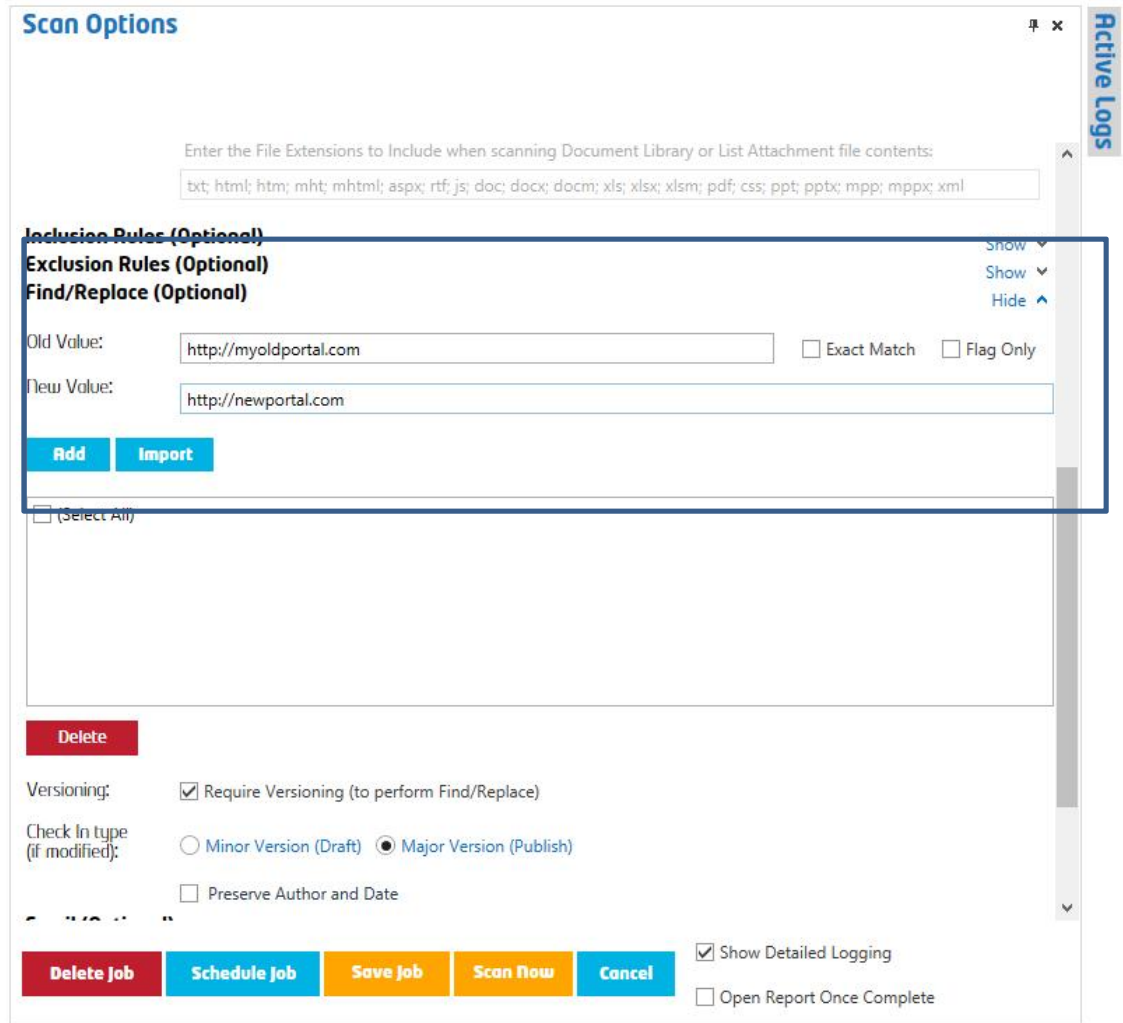 Scan Options
Active Logs
Enter the File Extensions to Include when scanning Document Library or List Attachment file contents:
txt; html; htm; mht; mhtml; aspx; rtf; js; doc; docx; docm; xls; xlsx; xlsm; pdf; css; ppt; pptx; mpp; mppx; xml
Inclusion Rules (Optional) Show
Exclusion Rules (Optional) Show
Find/Replace (Optional) Hide
Old Value: http://myoldportal.com Exact Match Flag Only
New Value: http://newportal.com
Add Import
(Select All)
Delete
Versioning: Require Versioning (to perform Find/Replace)
Check In type
(if modified): Minor Version (Draft) Major Version (Publish)
Preserve Author and Date
Show Detailed Logging
Delete Job Schedule Job Save Job Scan Now Cancel
Open Report Once Complete